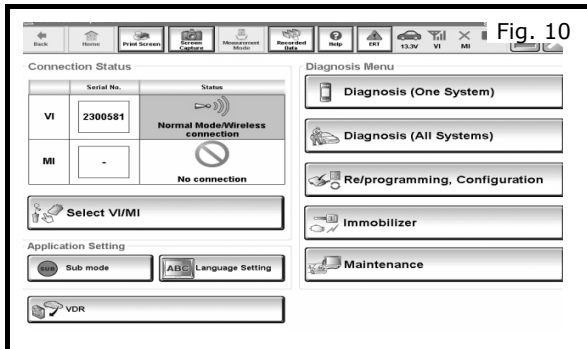 Fig. 10
Back
Home
Print Screen
Screen Capture
Measurement Mode
Recorded Data
Help
ERT
13.3V
VI
MI
Connection Status
Serial No.
Status
VI
2300581
Normal Mode/Wireless
connection
MI
-
No connection
Select VI/MI
Application Setting
Sub mode
ABC
Language Setting
VDR
Diagnosis Menu
Diagnosis (One System)
Diagnosis (All Systems)
Re/programming, Configuration
Immobilizer
Maintenance